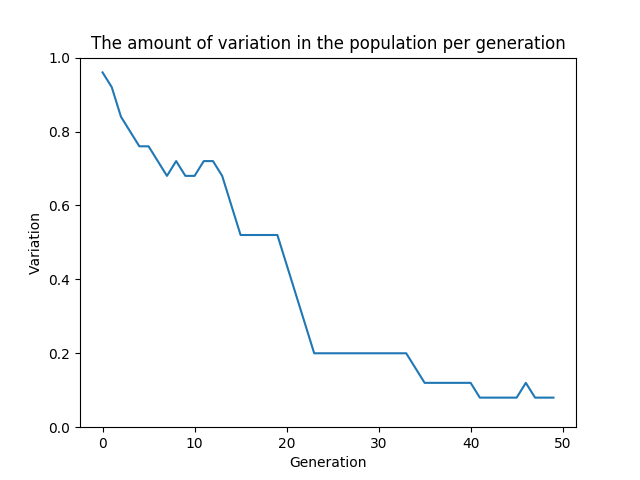 The amount of variation in the population per generation
1.0
0.8
0.6
0.4
0.2
0.0
Variation
0 10 20 30 40 50
Generation